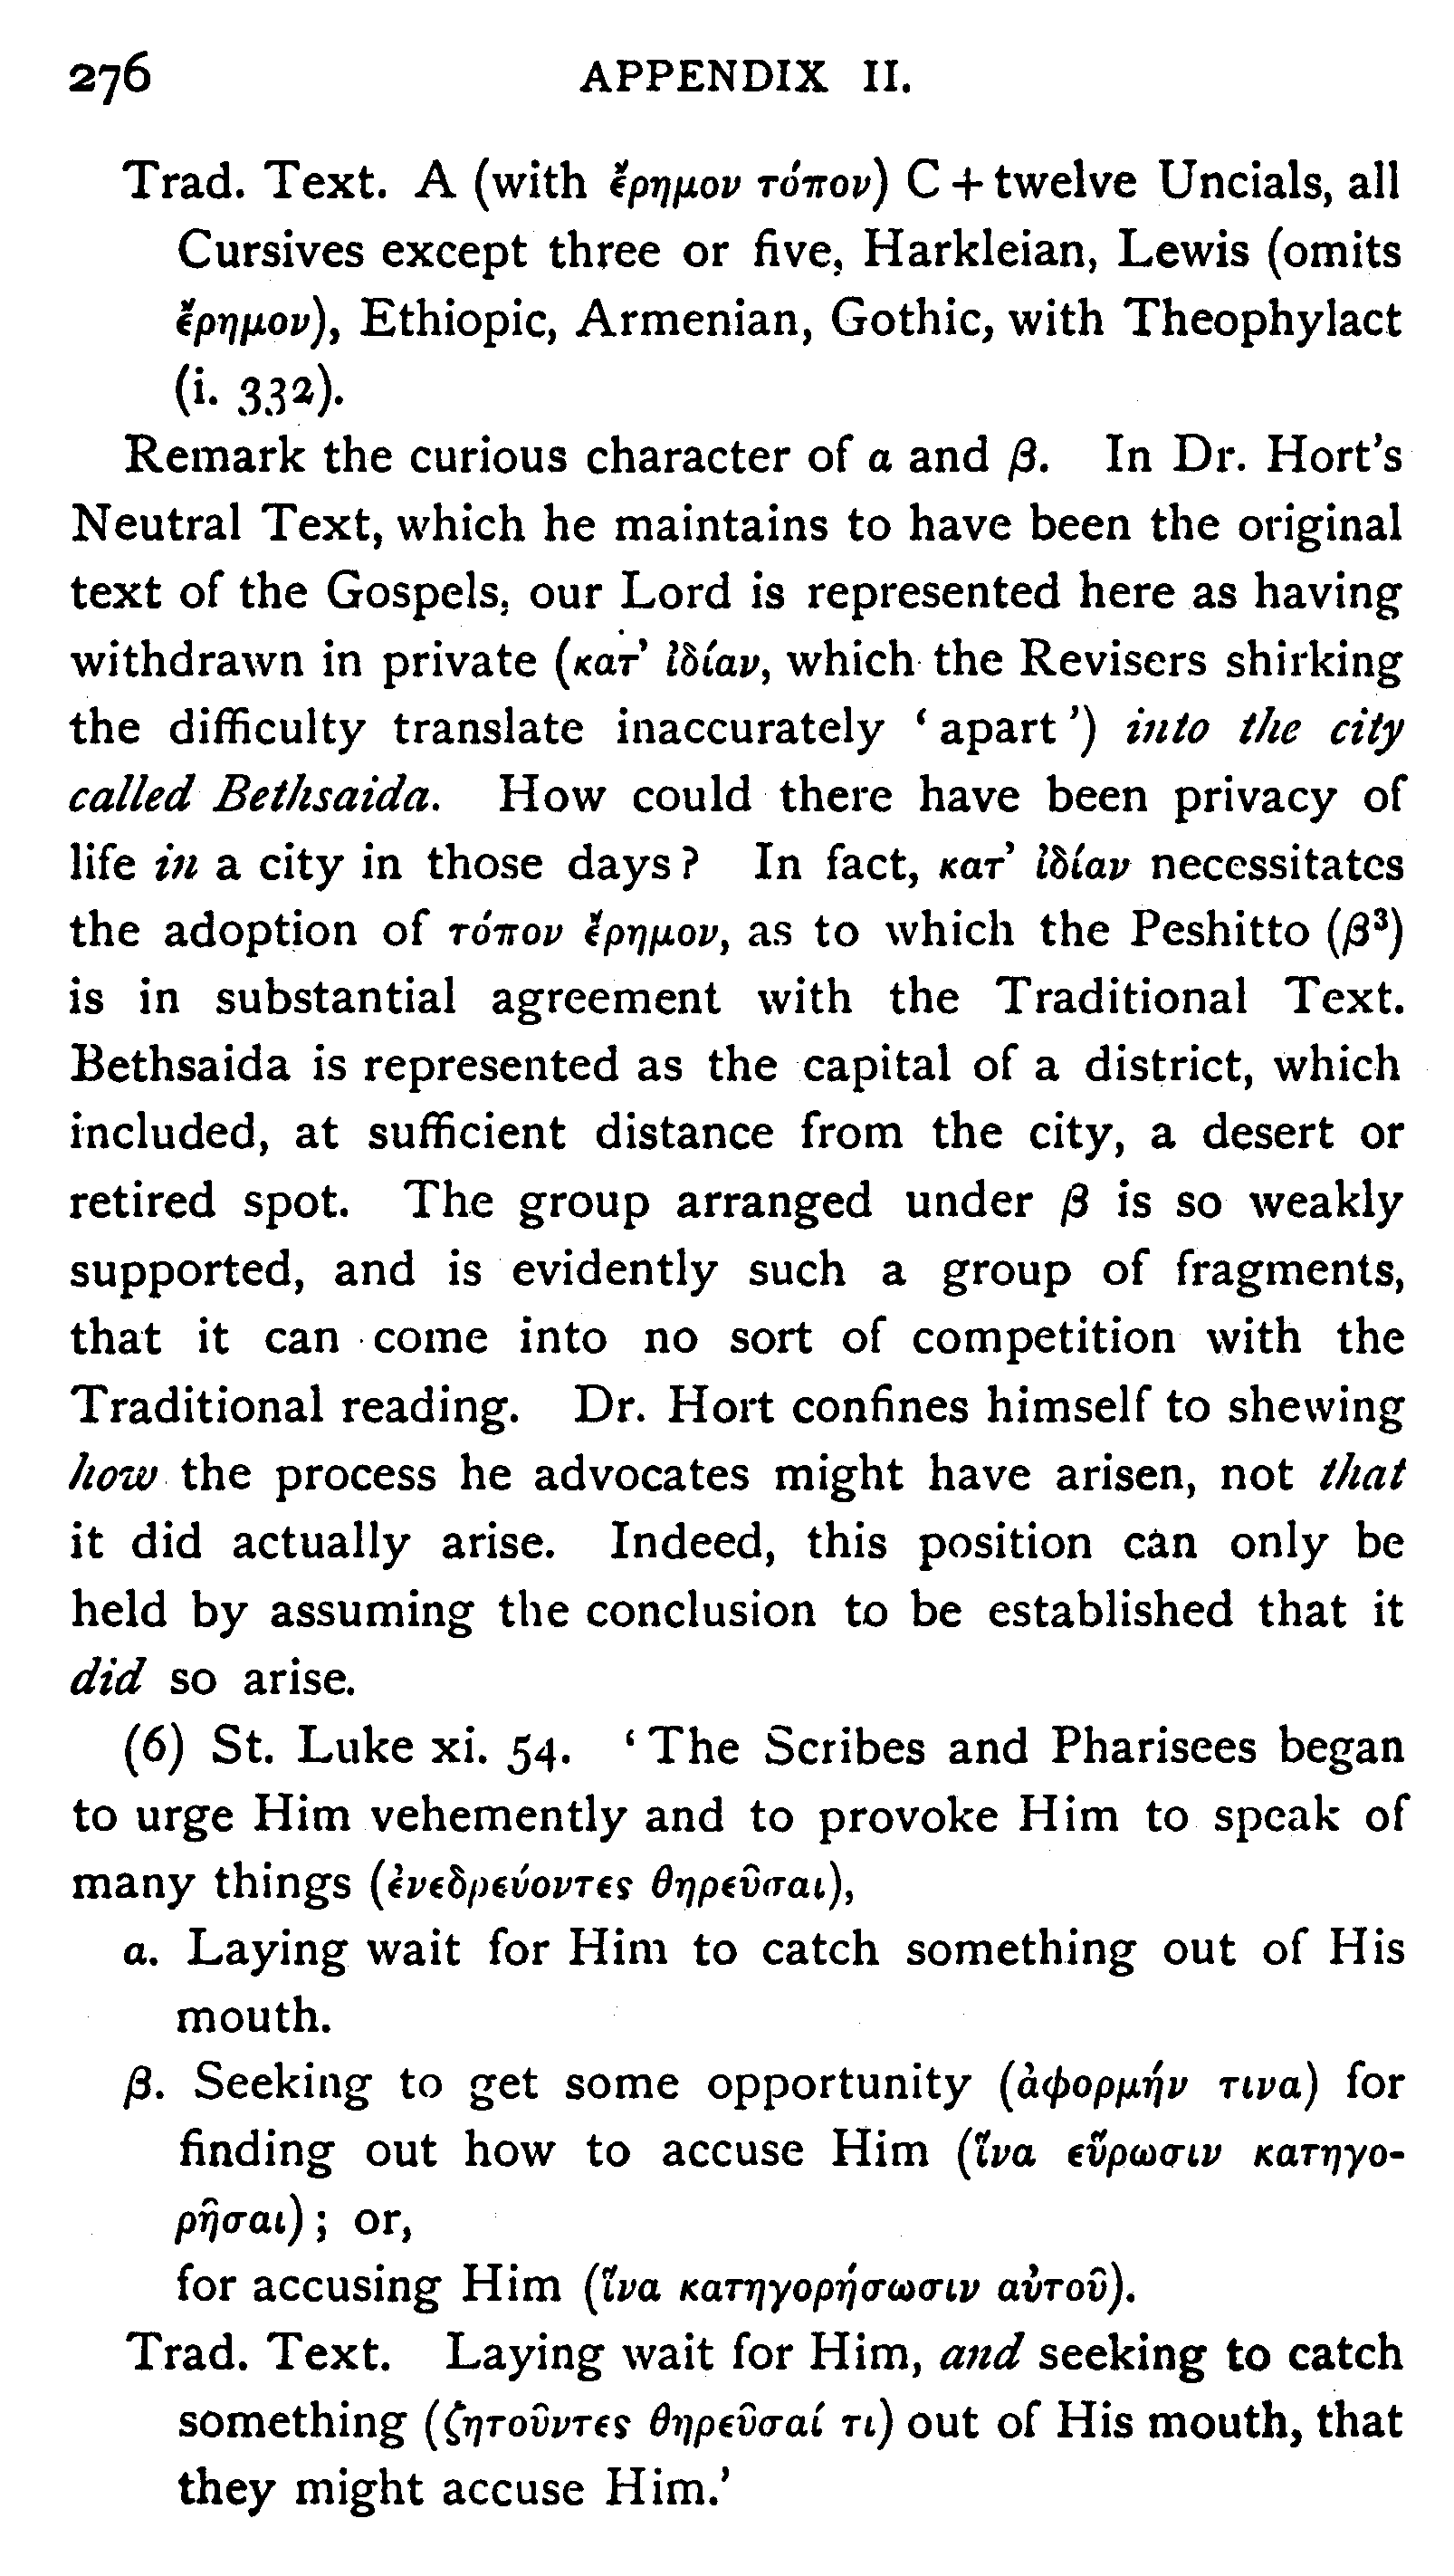 276 APPENDIX II.
Trad. Text. A (with ἔρημον τόπον) C + twelve Uncials, all
Cursives except three or five, Harkleian, Lewis (omits
ἔρημον), Ethiopic, Armenian, Gothic, with Theophylact
(i. 332).
Remark the curious character of α and β. In Dr. Hort's
Neutral Text, which he maintains to have been the original
text of the Gospels, our Lord is represented here as having
withdrawn in private (κατ' ἰδίαν, which the Revisers shirking
the difficulty translate inaccurately ‘apart’) into the city
called Bethsaida. How could there have been privacy of
life in a city in those days? In fact, κατ' ἰδίαν necessitates
the adoption of τόπον ἔρημον, as to which the Peshitto (β³)
is in substantial agreement with the Traditional Text.
Bethsaida is represented as the capital of a district, which
included, at sufficient distance from the city, a desert or
retired spot. The group arranged under β is so weakly
supported, and is evidently such a group of fragments,
that it can come into no sort of competition with the
Traditional reading. Dr. Hort confines himself to shewing
how the process he advocates might have arisen, not that
it did actually arise. Indeed, this position can only be
held by assuming the conclusion to be established that it
did so arise.
(6) St. Luke xi. 54. ‘The Scribes and Pharisees began
to urge Him vehemently and to provoke Him to speak of
many things (ἐνεδρεύοντες θηρεῦσαι),
α. Laying wait for Him to catch something out of His
mouth.
β. Seeking to get some opportunity (ἀφορμήν τινα) for
finding out how to accuse Him (ἵνα εὕρωσιν κατηγο-
ρῆσαι); or,
for accusing Him (ἵνα κατηγορήσωσιν αὐτοῦ).
Trad. Text. Laying wait for Him, and seeking to catch
something (ζητοῦντες θηρεῦσαί τι) out of His mouth, that
they might accuse Him.’